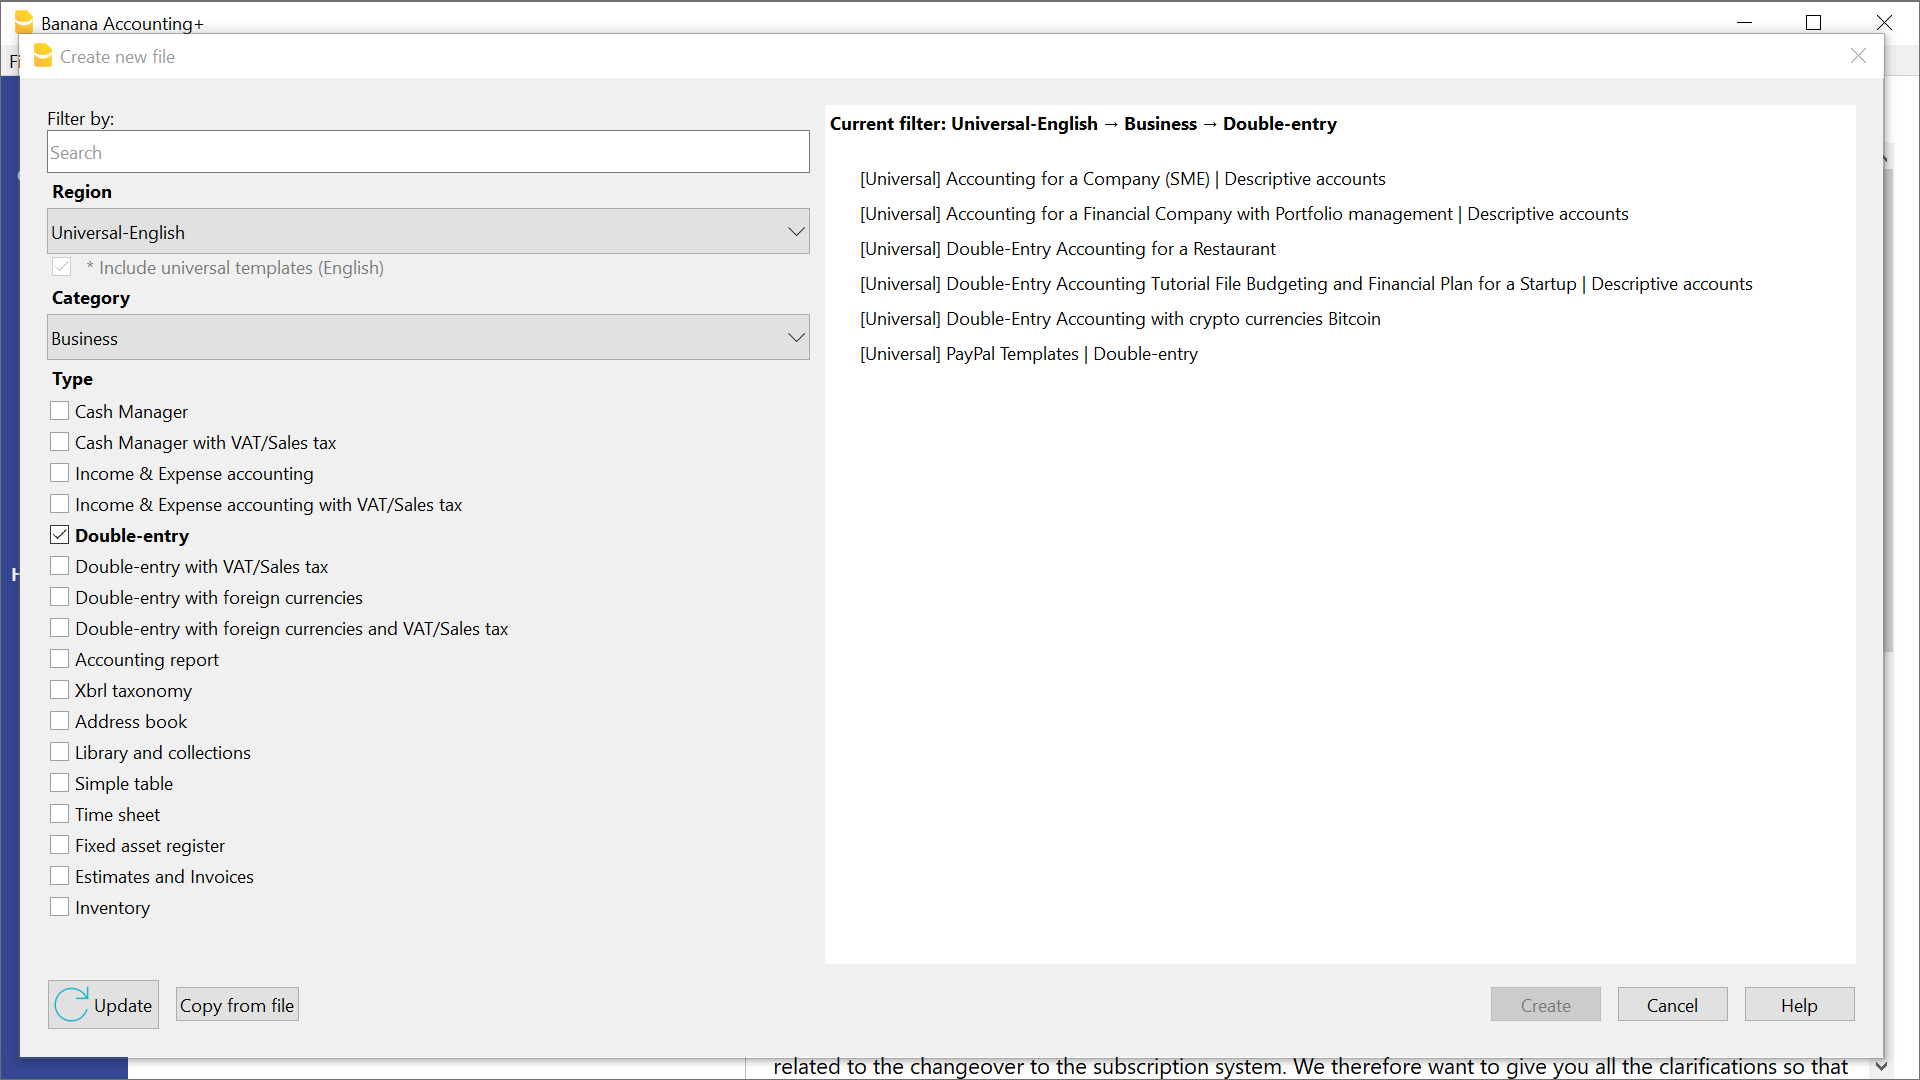 Banana Accounting+
Fi
Create new file
Filter by:
Search
Region
Universal-English
* Include universal templates (English)
Category
Business
Type
Cash Manager
Cash Manager with VAT/Sales tax
Income & Expense accounting
Income & Expense accounting with VAT/Sales tax
Double-entry
Double-entry with VAT/Sales tax
Double-entry with foreign currencies
Double-entry with foreign currencies and VAT/Sales tax
Accounting report
Xbrl taxonomy
Address book
Library and collections
Simple table
Time sheet
Fixed asset register
Estimates and Invoices
Inventory
Update
Copy from file
Current filter: Universal-English → Business → Double-entry
[Universal] Accounting for a Company (SME) | Descriptive accounts
[Universal] Accounting for a Financial Company with Portfolio management | Descriptive accounts
[Universal] Double-Entry Accounting for a Restaurant
[Universal] Double-Entry Accounting Tutorial File Budgeting and Financial Plan for a Startup | Descriptive accounts
[Universal] Double-Entry Accounting with crypto currencies Bitcoin
[Universal] PayPal Templates | Double-entry
Create
Cancel
Help
related to the changeover to the subscription system. We therefore want to give you all the clarifications so that